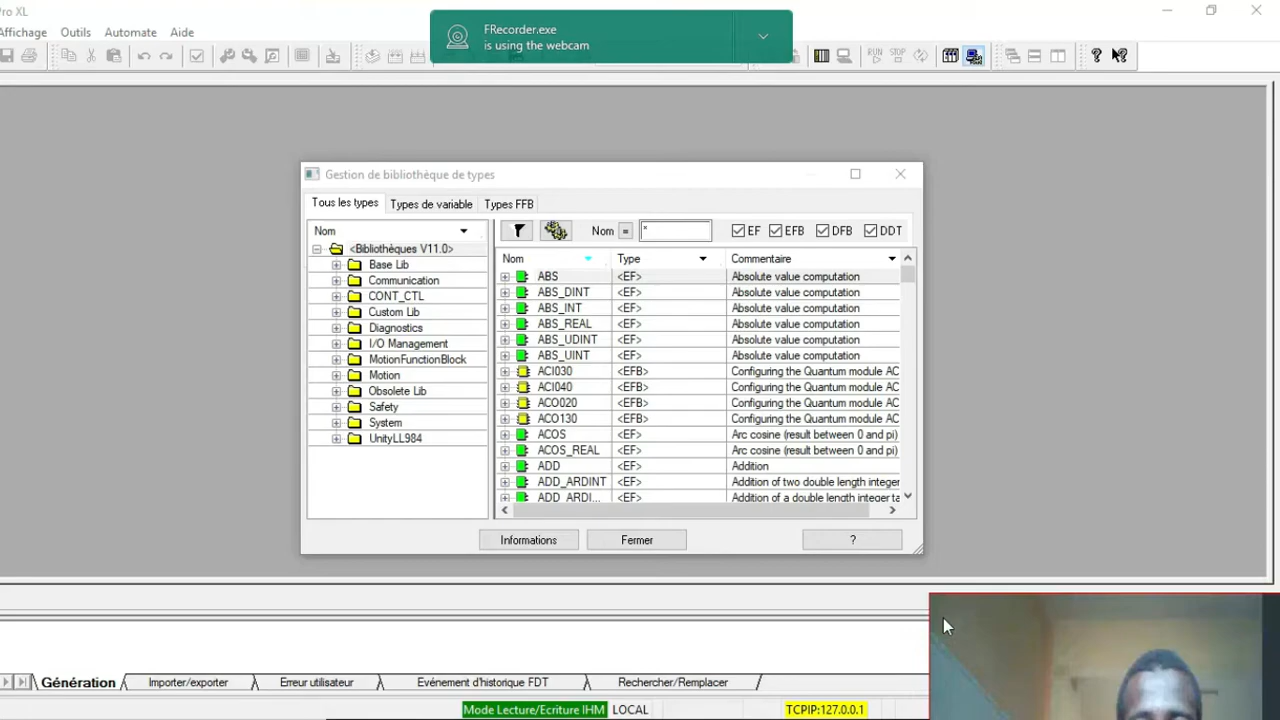 Pro XL
Affichage Outils Automate Aide
FRecorder.exe
is using the webcam
RUN STOP
Gestion de bibliothèque de types
Tous les types Types de variable Types FFB
Nom
<Bibliothèques V11.0>
Base Lib
Communication
CONT_CTL
Custom Lib
Diagnostics
I/O Management
MotionFunctionBlock
Motion
Obsolete Lib
Safety
System
UnityLL984
Nom = * EF EFB DFB DDT
Nom Type Commentaire
ABS <EF> Absolute value computation
ABS_DINT <EF> Absolute value computation
ABS_INT <EF> Absolute value computation
ABS_REAL <EF> Absolute value computation
ABS_UDINT <EF> Absolute value computation
ABS_UINT <EF> Absolute value computation
ACI030 <EFB> Configuring the Quantum module AC
ACI040 <EFB> Configuring the Quantum module AC
ACO020 <EFB> Configuring the Quantum module AC
ACO130 <EFB> Configuring the Quantum module AC
ACOS <EF> Arc cosine (result between 0 and pi)
ACOS_REAL <EF> Arc cosine (result between 0 and pi)
ADD <EF> Addition
ADD_ARDINT <EF> Addition of two double length integer
ADD_ARDI... <EF> Addition of a double length integer ta
Informations Fermer ?
Génération Importer/exporter Erreur utilisateur Evénement d'historique FDT Rechercher/Remplacer
Mode Lecture/Ecriture IHM LOCAL TCPIP:127.0.0.1